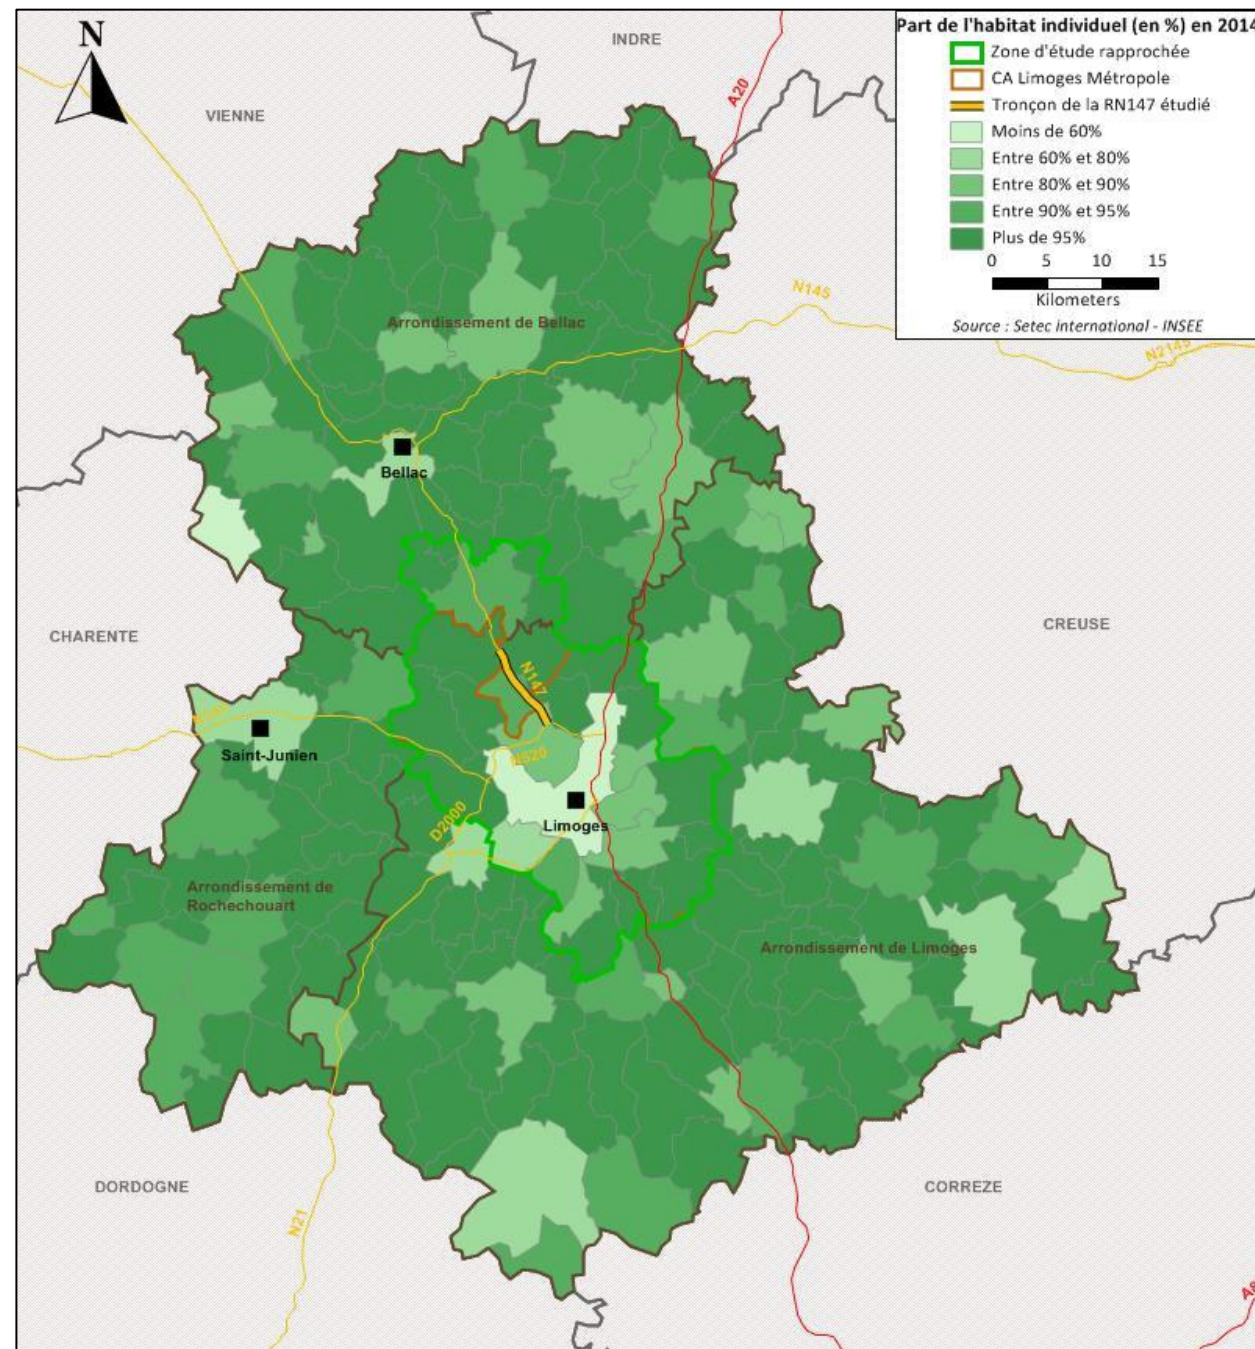 Part de l'habitat individuel (en %) en 2014
Zone d'étude rapprochée
CA Limoges Métropole
Tronçon de la RN147 étudié
Moins de 60%
Entre 60% et 80%
Entre 80% et 90%
Entre 90% et 95%
Plus de 95%
0 5 10 15
Kilometers
Source : Setec international - INSEE
N
INDRE
A20
VIENNE
N145
N2145
Arrondissement de Bellac
Bellac
CHARENTE
CREUSE
N147
Saint-Junien
N520
D2000
Limoges
Arrondissement de
Rochechouart
Arrondissement de Limoges
DORDOGNE
CORREZE
N21